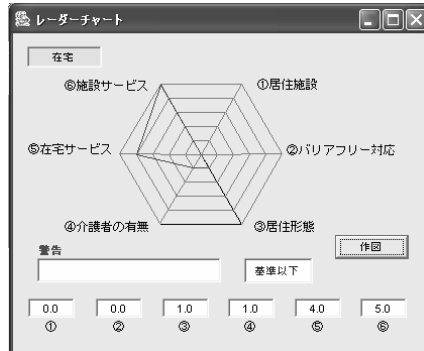 レーダーチャート
在宅
⑥施設サービス ①居住施設
⑤在宅サービス ②バリアフリー対応
④介護者の有無 ③居住形態
作図
警告
基準以下
0.0 0.0 1.0 1.0 4.0 5.0
① ② ③ ④ ⑤ ⑥